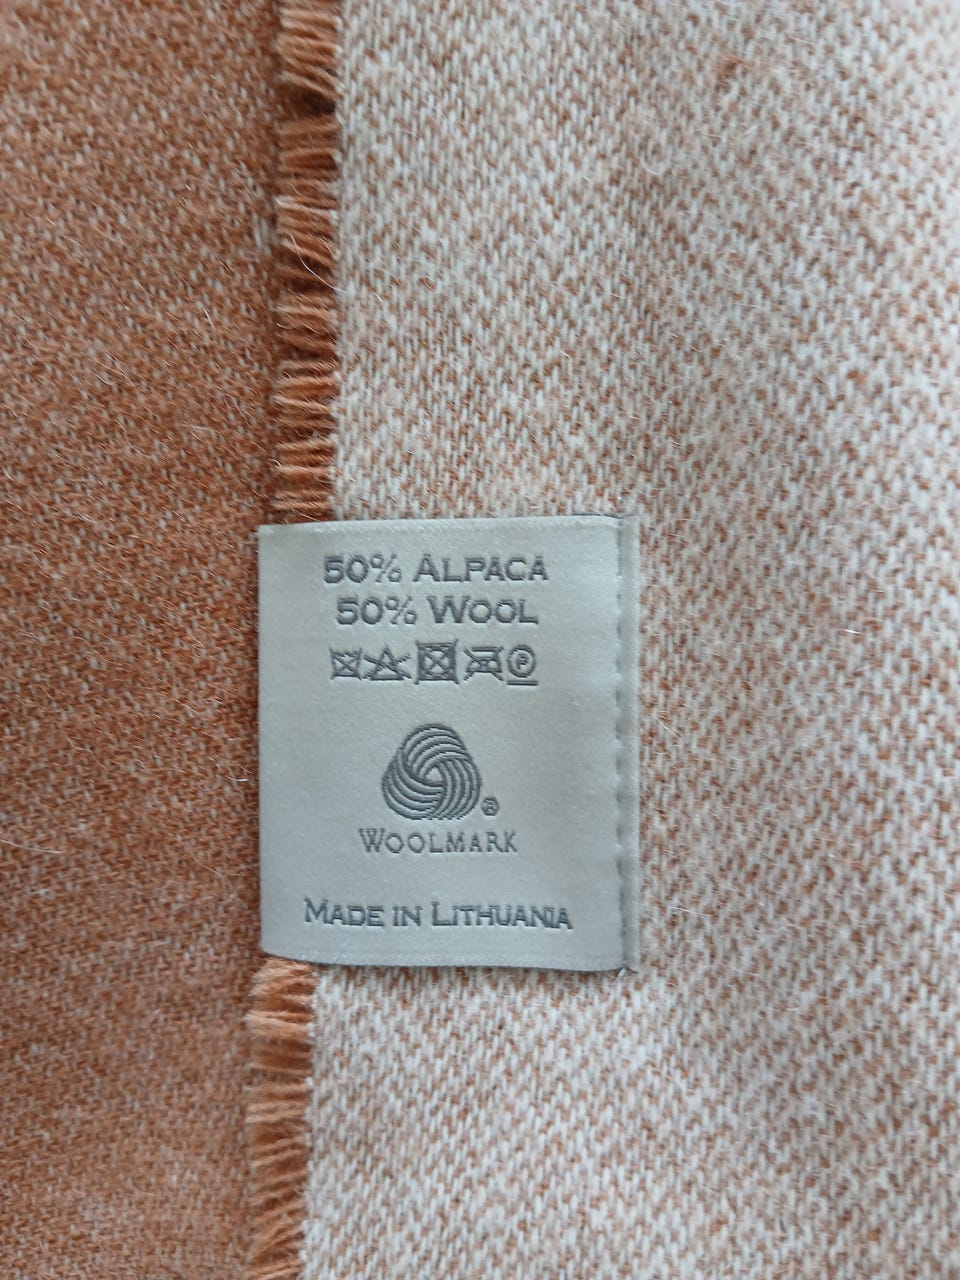 50% ALPACA
50% WOOL
P
®
WOOLMARK
MADE IN LITHUANIA